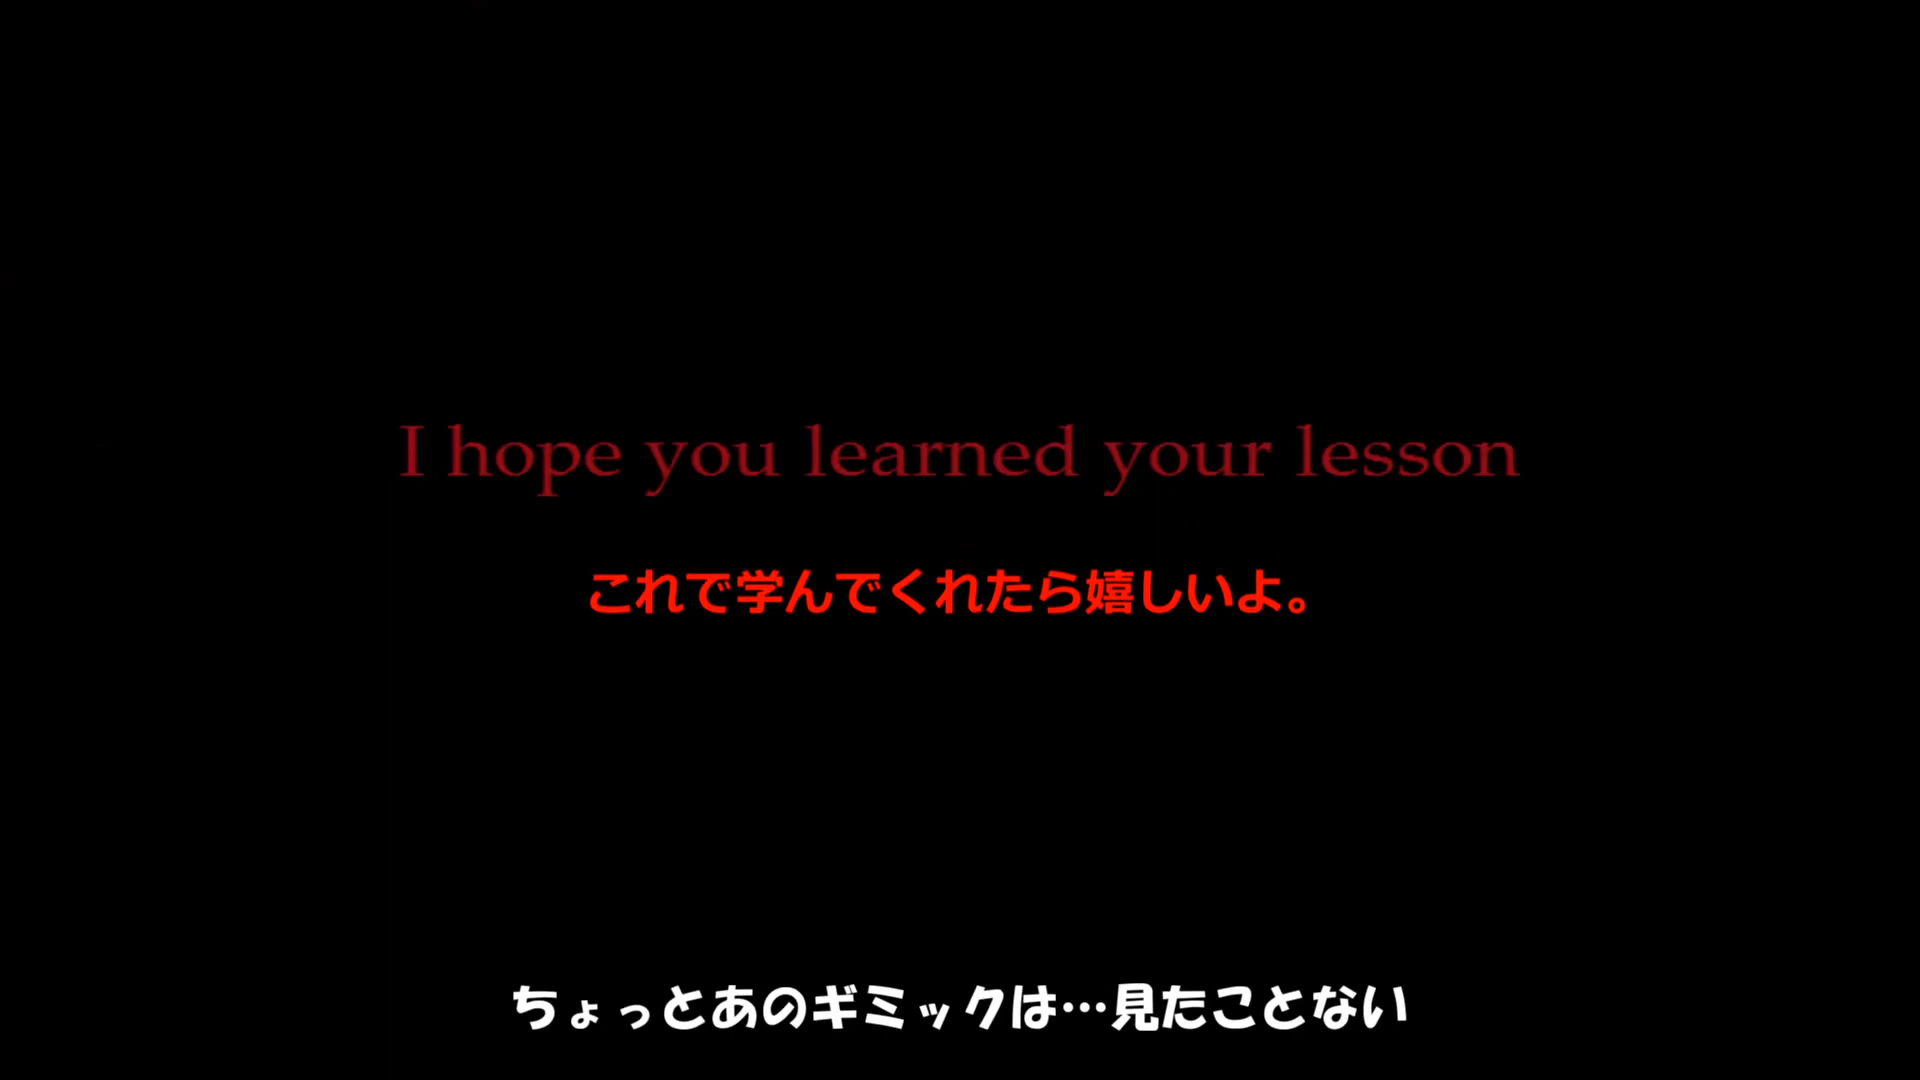 I hope you learned your lesson
これで学んでくれたら嬉しいよ。
ちょっとあのギミックは…見たことない